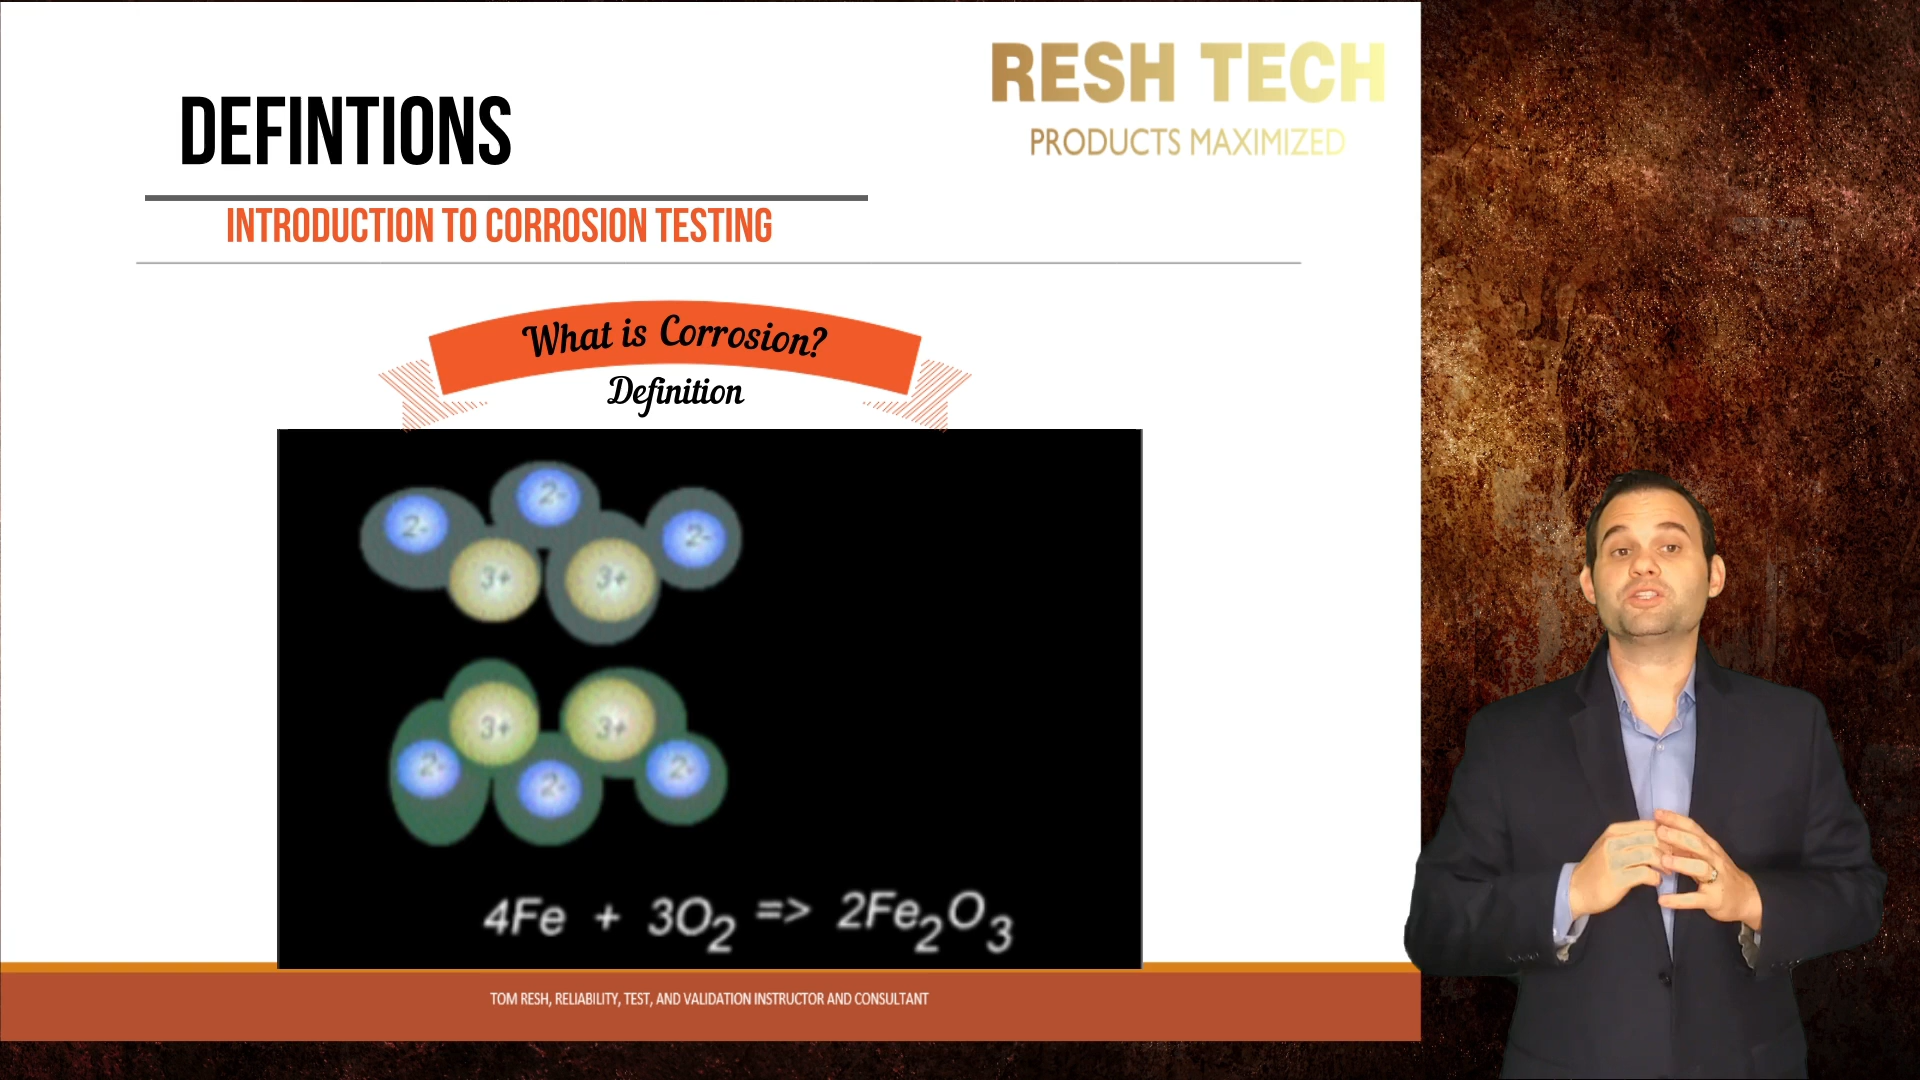 RESH TECH
PRODUCTS MAXIMIZED
DEFINTIONS
INTRODUCTION TO CORROSION TESTING
What is Corrosion?
Definition
2-
2-
2-
3+
3+
3+
3+
2-
2-
2-
4Fe + 3O₂ => 2Fe₂O₃
TOM RESH, RELIABILITY, TEST, AND VALIDATION INSTRUCTOR AND CONSULTANT